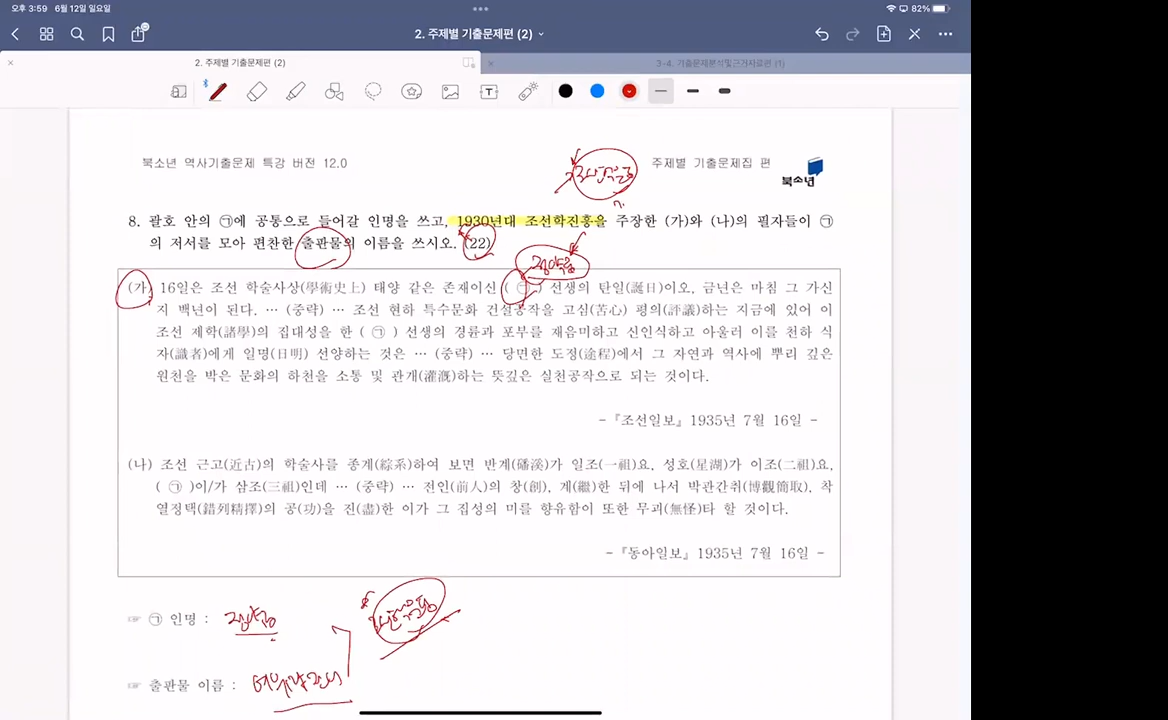 오후 3:59 6월 12일 일요일
82%
2. 주제별 기출문제편 (2)
2. 주제별 기출문제편 (2)
3-4. 기출문제분석및근거자료편 (1)
북소년 역사기출문제 특강 버전 12.0
주제별 기출문제집 편
북소년
8. 괄호 안의 ㉠에 공통으로 들어갈 인명을 쓰고, 1930년대 조선학진흥을 주장한 (가)와 (나)의 필자들이 ㉠
의 저서를 모아 편찬한 출판물의 이름을 쓰시오. (22)
정약용
(가) 16일은 조선 학술사상(學術史上) 태양 같은 존재이신 ( ㉠ ) 선생의 탄일(誕日)이오, 금년은 마침 그 가신
지 백년이 된다. … (중략) … 조선 현하 특수문화 건설공작을 고심(苦心) 평의(評議)하는 지금에 있어 이
조선 재학(諸學)의 집대성을 한 ( ㉠ ) 선생의 경륜과 포부를 재음미하고 신인식하고 아울러 이를 천하 식
자(識者)에게 일명(日明) 선양하는 것은 … (중략) … 당면한 도정(途程)에서 그 자연과 역사에 뿌리 깊은
원천을 박은 문화의 하천을 소통 및 관개(灌漑)하는 뜻깊은 실천공작으로 되는 것이다.
-『조선일보』1935년 7월 16일 -
(나) 조선 근고(近古)의 학술사를 종계(綜系)하여 보면 반계(磻溪)가 일조(一祖)요, 성호(星湖)가 이조(二祖)요,
( ㉠ )이/가 삼조(三祖)인데 … (중략) … 전인(前人)의 창(創), 계(繼)한 뒤에 나서 박관간취(博觀簡取), 착
열정택(錯列精擇)의 공(功)을 진(盡)한 이가 그 집성의 미를 향유함이 또한 무괴(無怪)타 할 것이다.
-『동아일보』1935년 7월 16일 -
☞ ㉠ 인명 : 정약용
☞ 출판물 이름 : 여유당전서